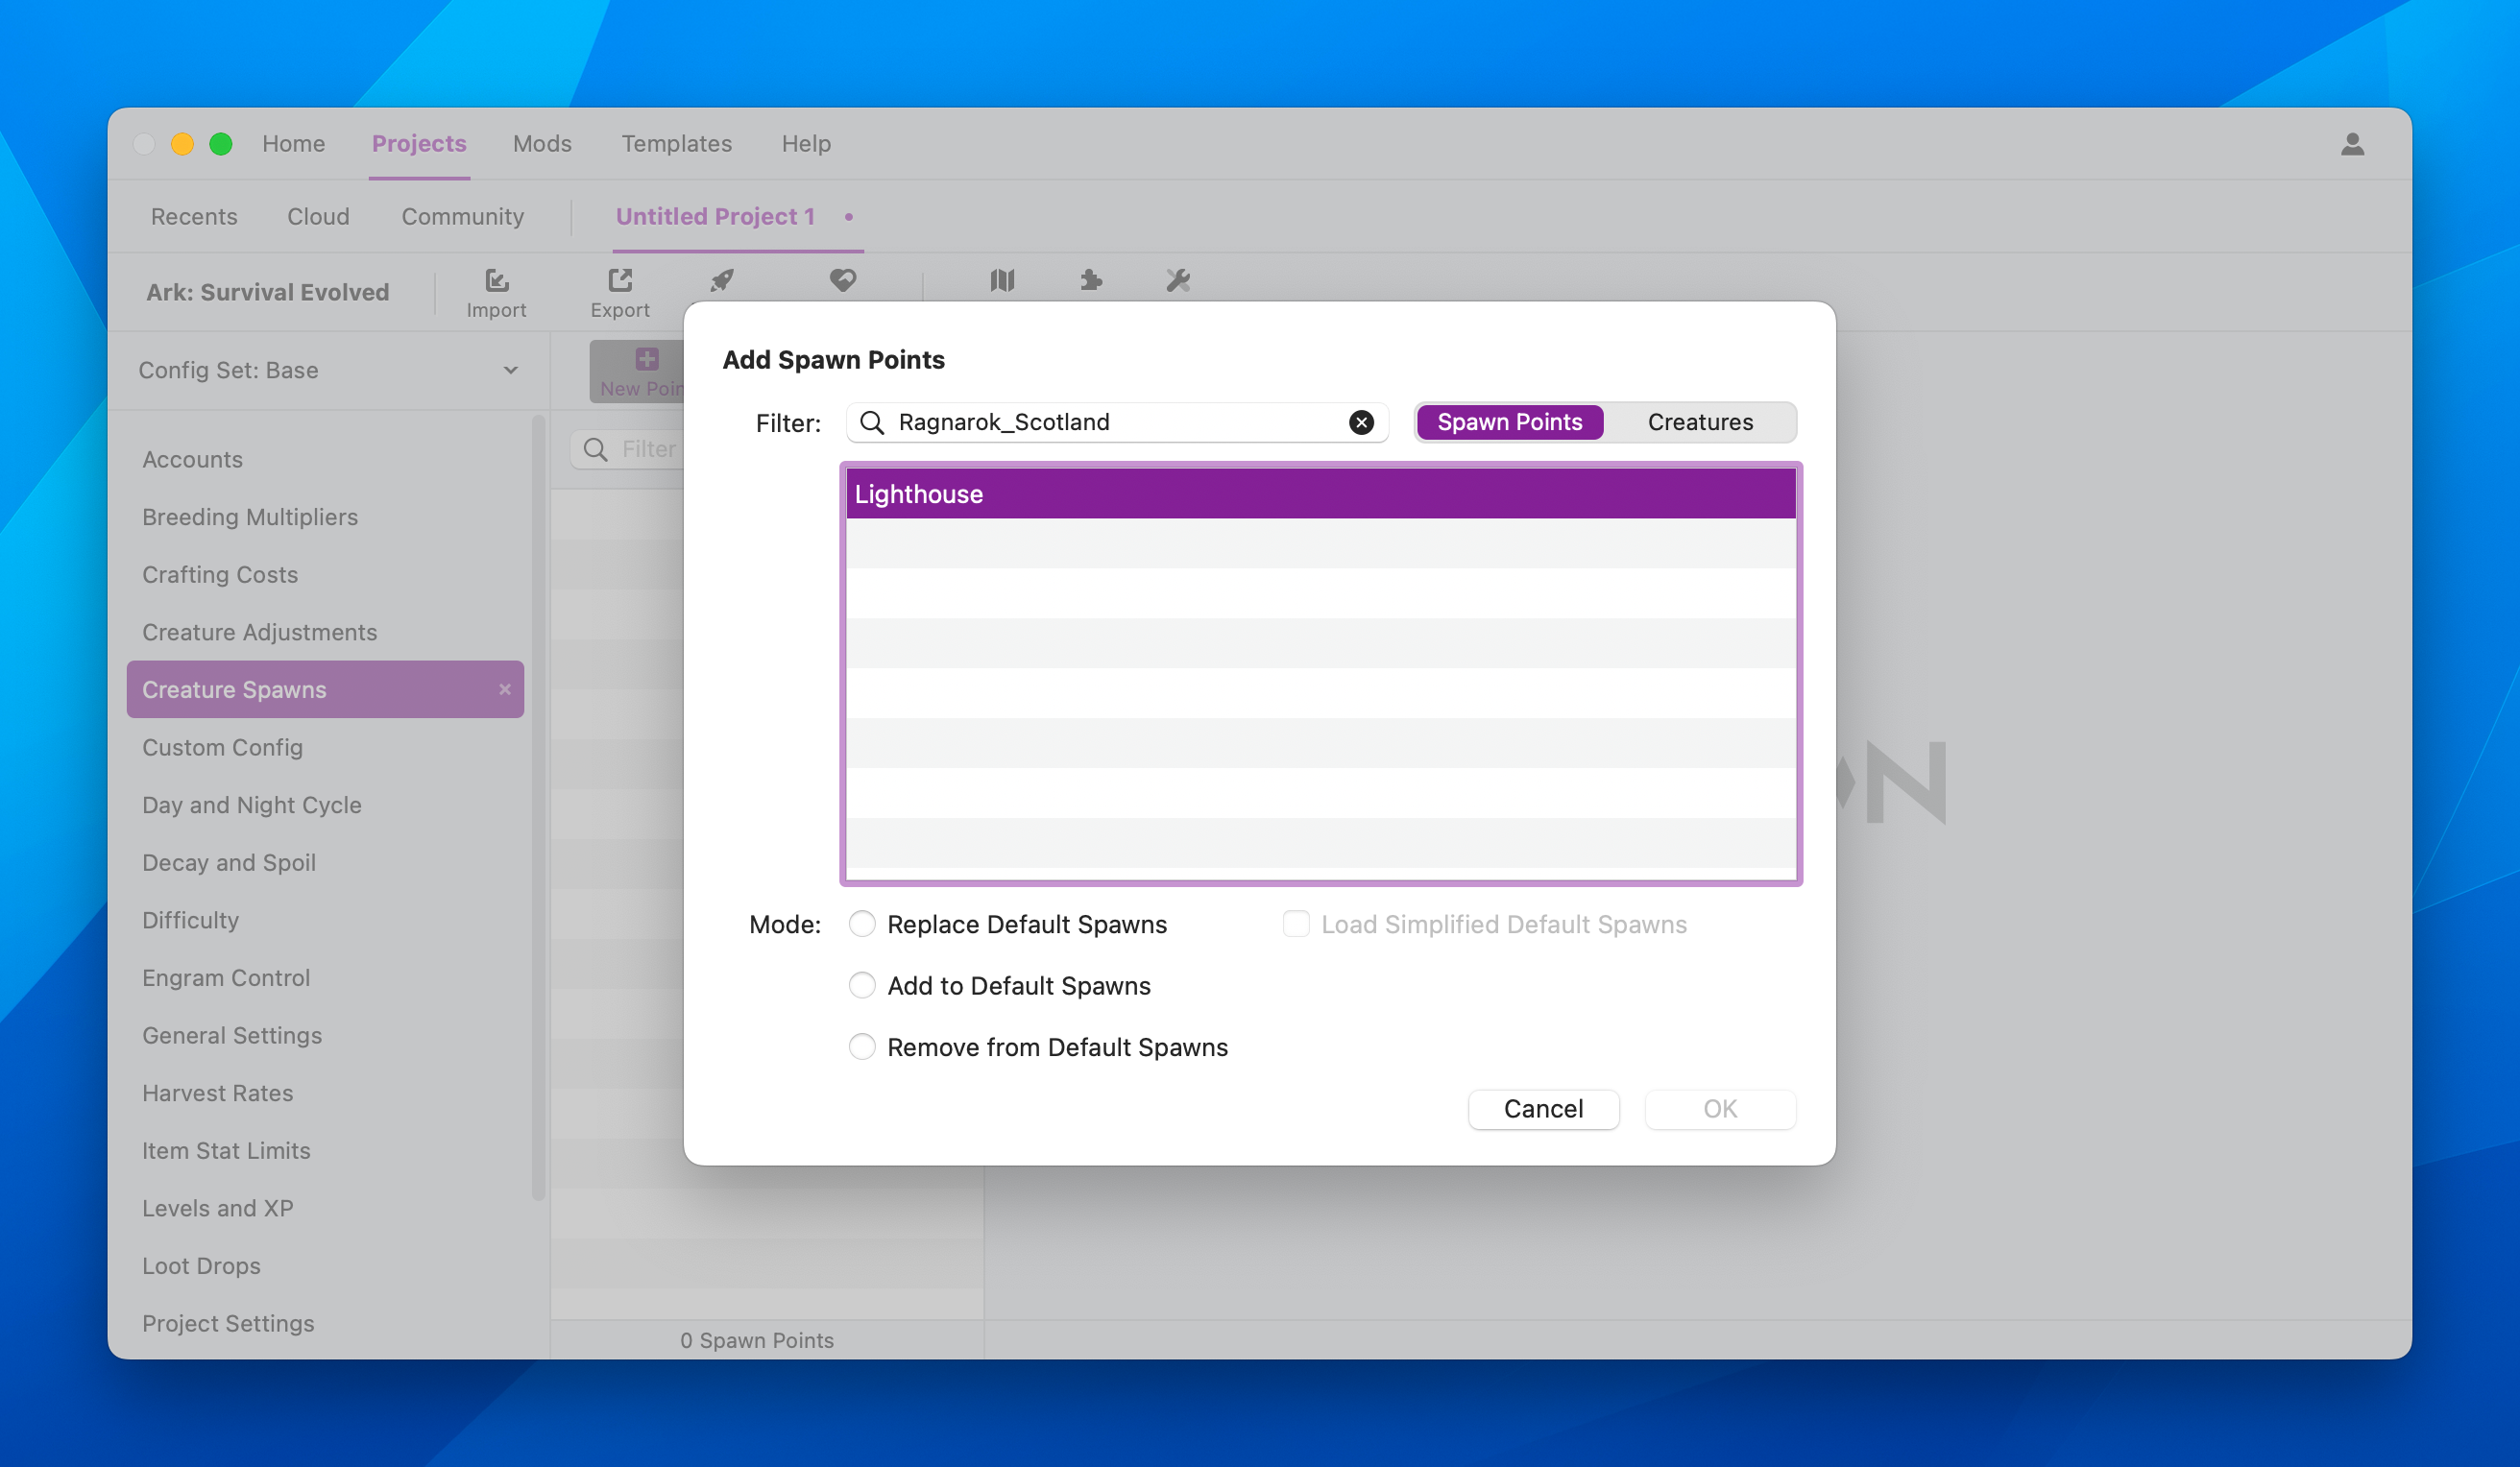 Home Projects Mods Templates Help
Recents Cloud Community Untitled Project 1 •
Ark: Survival Evolved Import Export
Config Set: Base
New Poin
Filter
Accounts
Breeding Multipliers
Crafting Costs
Creature Adjustments
Creature Spawns
Custom Config
Day and Night Cycle
Decay and Spoil
Difficulty
Engram Control
General Settings
Harvest Rates
Item Stat Limits
Levels and XP
Loot Drops
Project Settings
0 Spawn Points
Add Spawn Points
Filter: Ragnarok_Scotland Spawn Points Creatures
Lighthouse
Mode: Replace Default Spawns Load Simplified Default Spawns
Add to Default Spawns
Remove from Default Spawns
Cancel OK
N